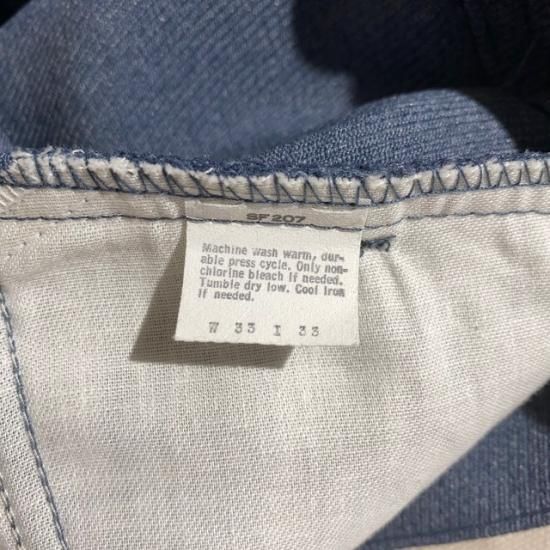 SF 207
Machine wash warm, dur-
able press cycle. Only non-
chlorine bleach if needed.
Tumble dry low. Cool iron
if needed.
W 33 I 33